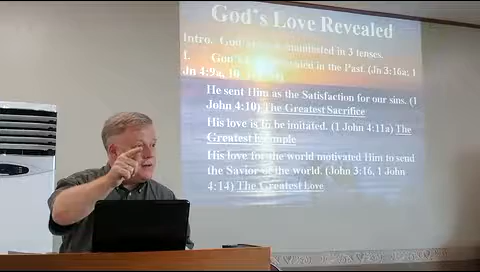 God's Love Revealed
Intro. God's manifested in 3 tenses.
I. in the Past. (Jn 3:16a; 1
Jn 4:9a, 10
He sent Him as the Satisfaction for our sins. (1
John 4:10) The Greatest Sacrifice
His love is to be imitated. (1 John 4:11a) The
Greatest Example
His love for the world motivated Him to send
the Savior of the world. (John 3:16, 1 John
4:14) The Greatest Love